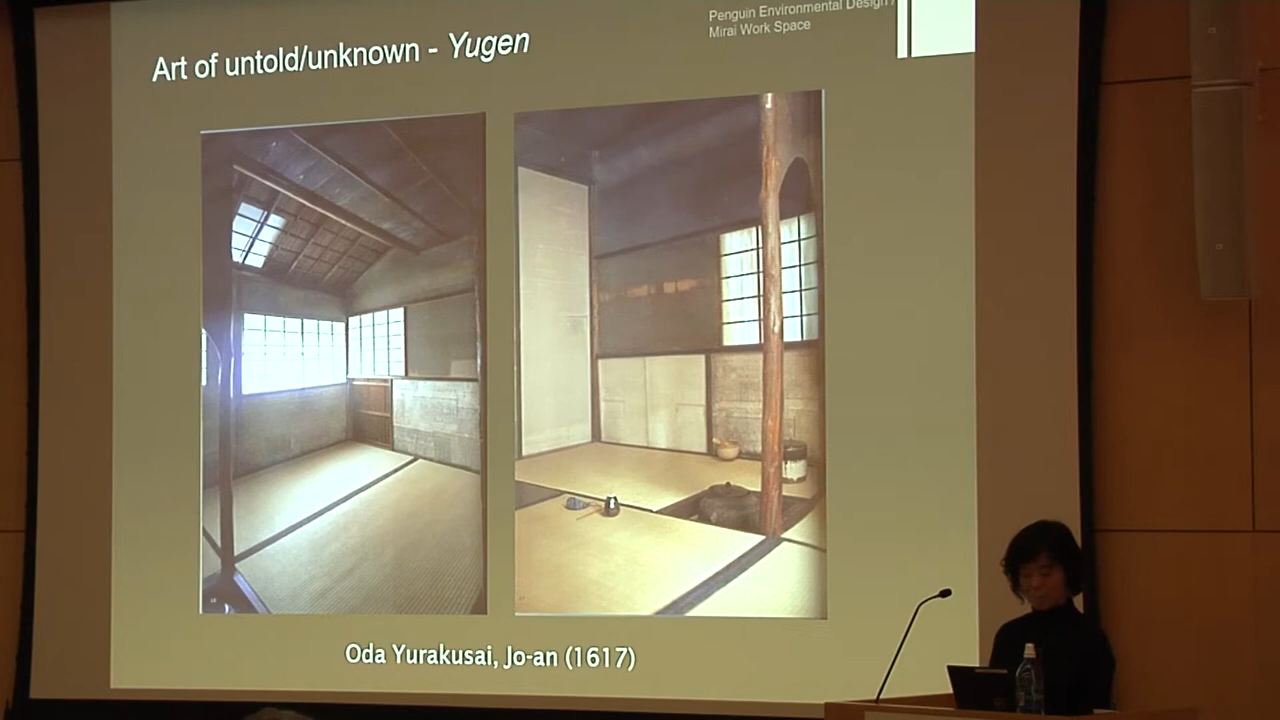 Art of untold/unknown - Yugen
Penguin Environmental Design /
Mirai Work Space
Oda Yurakusai, Jo-an (1617)